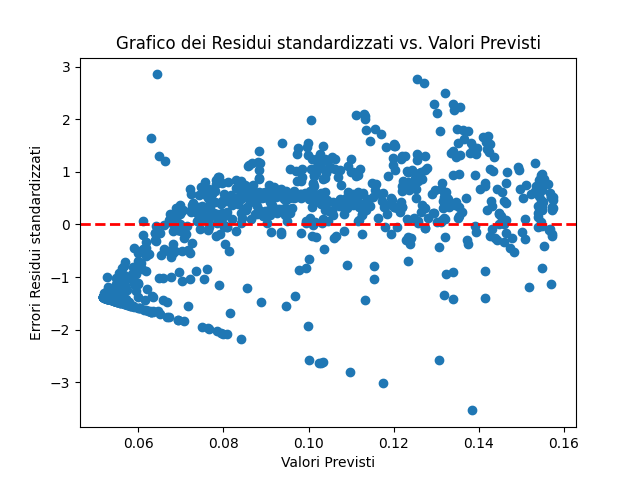 Grafico dei Residui standardizzati vs. Valori Previsti
Errori Residui standardizzati
3
2
1
0
−1
−2
−3
0.06 0.08 0.10 0.12 0.14 0.16
Valori Previsti